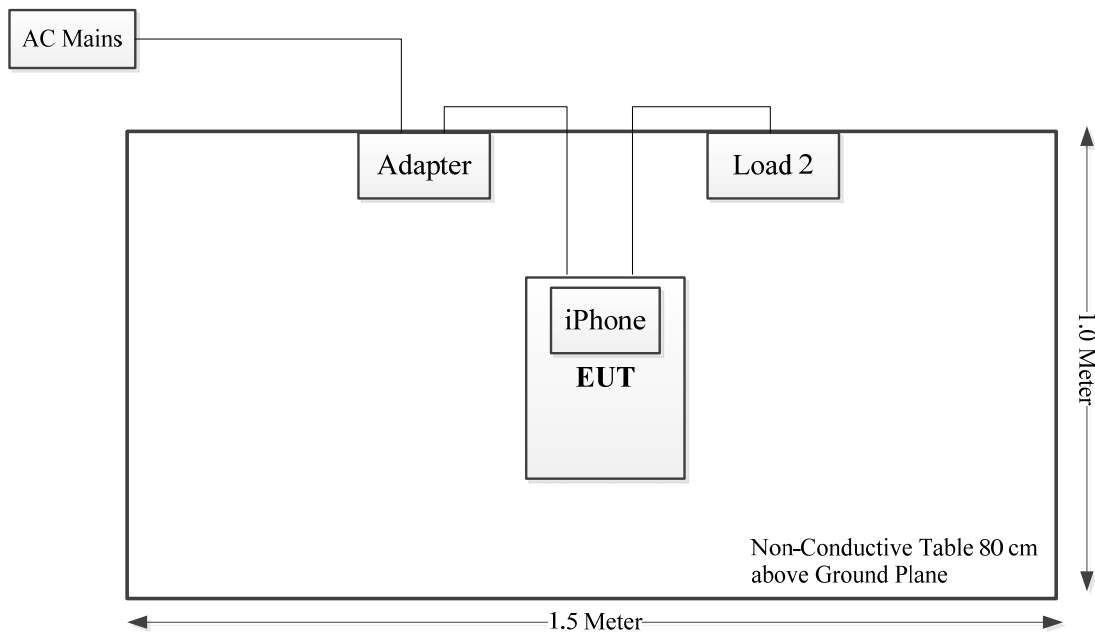 AC Mains
Adapter
Load 2
iPhone
EUT
1.0 Meter
Non-Conductive Table 80 cm
above Ground Plane
1.5 Meter